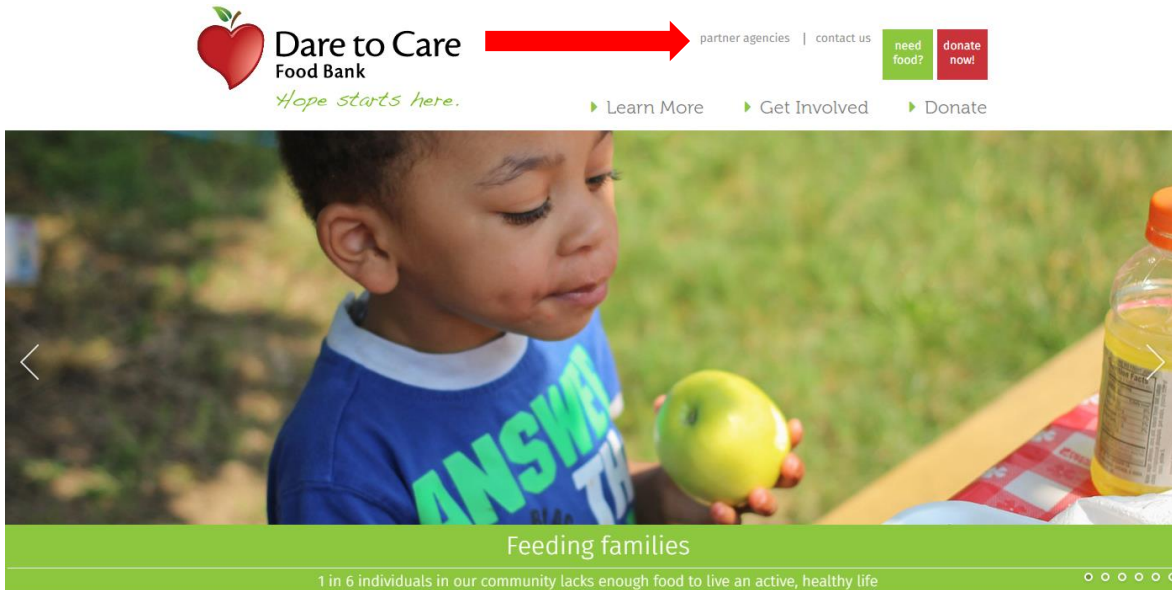 Dare to Care
Food Bank
Hope starts here.
partner agencies | contact us
need
food?
donate
now!
Learn More
Get Involved
Donate
ANSWE
TH
Feeding families
1 in 6 individuals in our community lacks enough food to live an active, healthy life